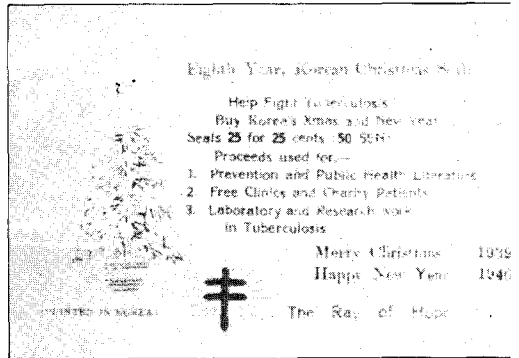 Eighth Year, Korean Christmas Seals
Help Fight Tuberculosis
Buy Korea's Xmas and New Year
Seals 25 for 25 cents (50 SEN)
Proceeds used for:—
1. Prevention and Public Health Literature
2. Free Clinics and Charity Patients
3. Laboratory and Research work
in Tuberculosis
Merry Christmas 1939
Happy New Year 1940
PRINTED IN KOREA
The Ray of Hope